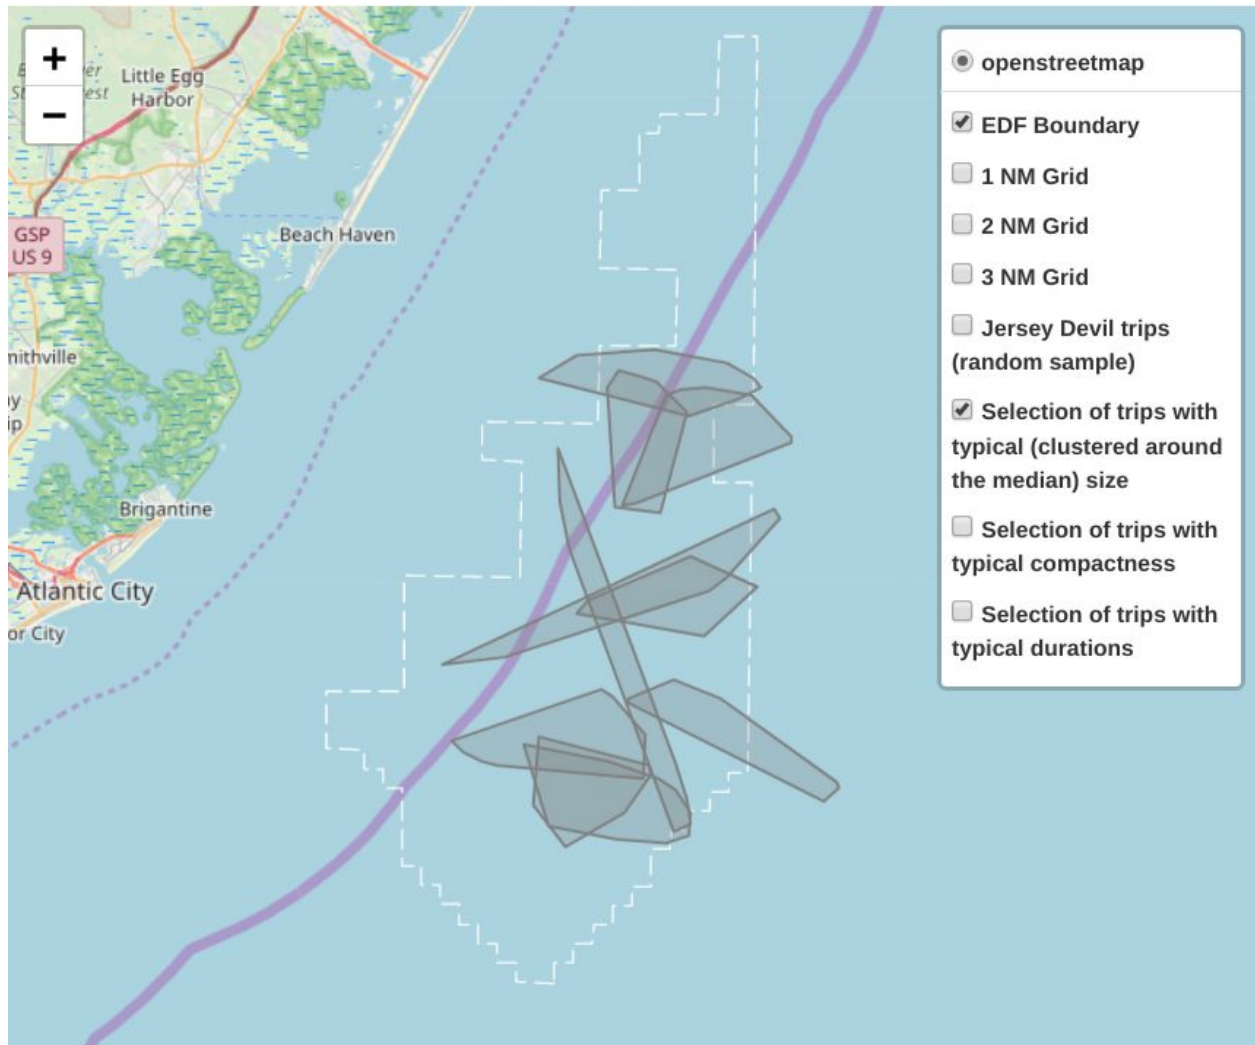 +
Little Egg
Harbor
−
GSP
US 9
Beach Haven
Brigantine
Atlantic City
or City
openstreetmap
EDF Boundary
1 NM Grid
2 NM Grid
3 NM Grid
Jersey Devil trips
(random sample)
Selection of trips with
typical (clustered around
the median) size
Selection of trips with
typical compactness
Selection of trips with
typical durations